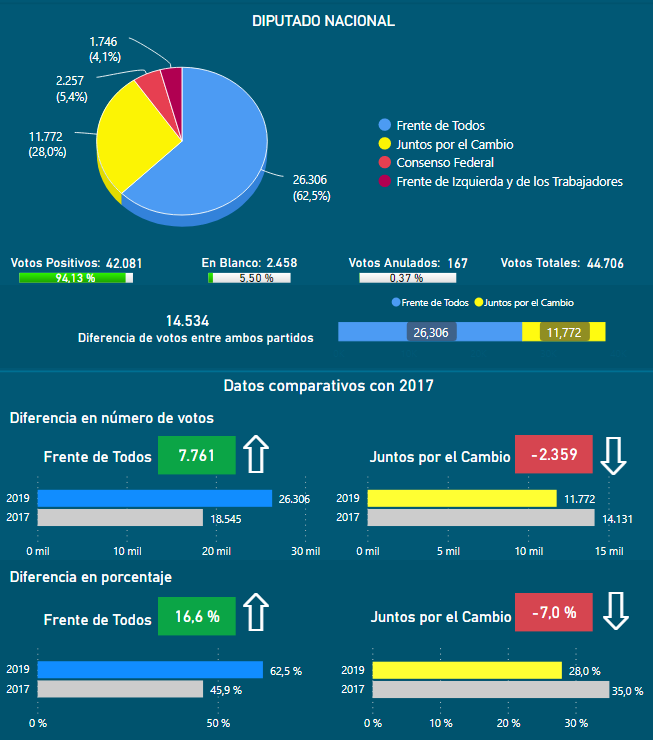 DIPUTADO NACIONAL
1.746
(4,1%)
2.257
(5,4%)
11.772
(28,0%)
26.306
(62,5%)
Frente de Todos
Juntos por el Cambio
Consenso Federal
Frente de Izquierda y de los Trabajadores
Votos Positivos: 42.081
94,13 %
En Blanco: 2.458
5,50 %
Votos Anulados: 167
0,37 %
Votos Totales: 44.706
14.534
Diferencia de votos entre ambos partidos
Frente de Todos Juntos por el Cambio
26,306 11,772
Datos comparativos con 2017
Diferencia en número de votos
Frente de Todos 7.761
2019 26.306
2017 18.545
0 mil 10 mil 20 mil 30 mil
Juntos por el Cambio -2.359
2019 11.772
2017 14.131
0 mil 5 mil 10 mil 15 mil
Diferencia en porcentaje
Frente de Todos 16,6 %
2019 62,5 %
2017 45,9 %
0 % 50 %
Juntos por el Cambio -7,0 %
2019 28,0 %
2017 35,0 %
0 % 10 % 20 % 30 %